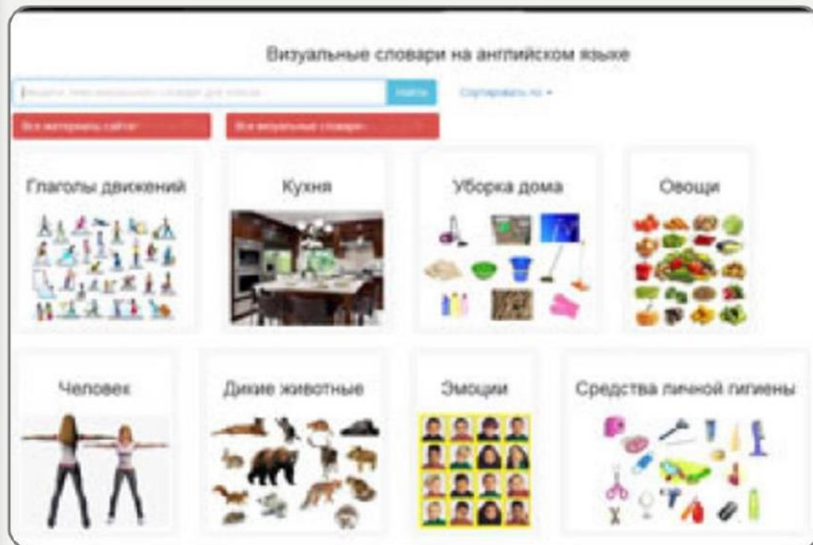 Визуальные словари на английском языке
Найти
Сортировать по
Все материалы сайта
Все визуальные словари
Глаголы движений
Кухня
Уборка дома
Овощи
Человек
Дикие животные
Эмоции
Средства личной гигиены